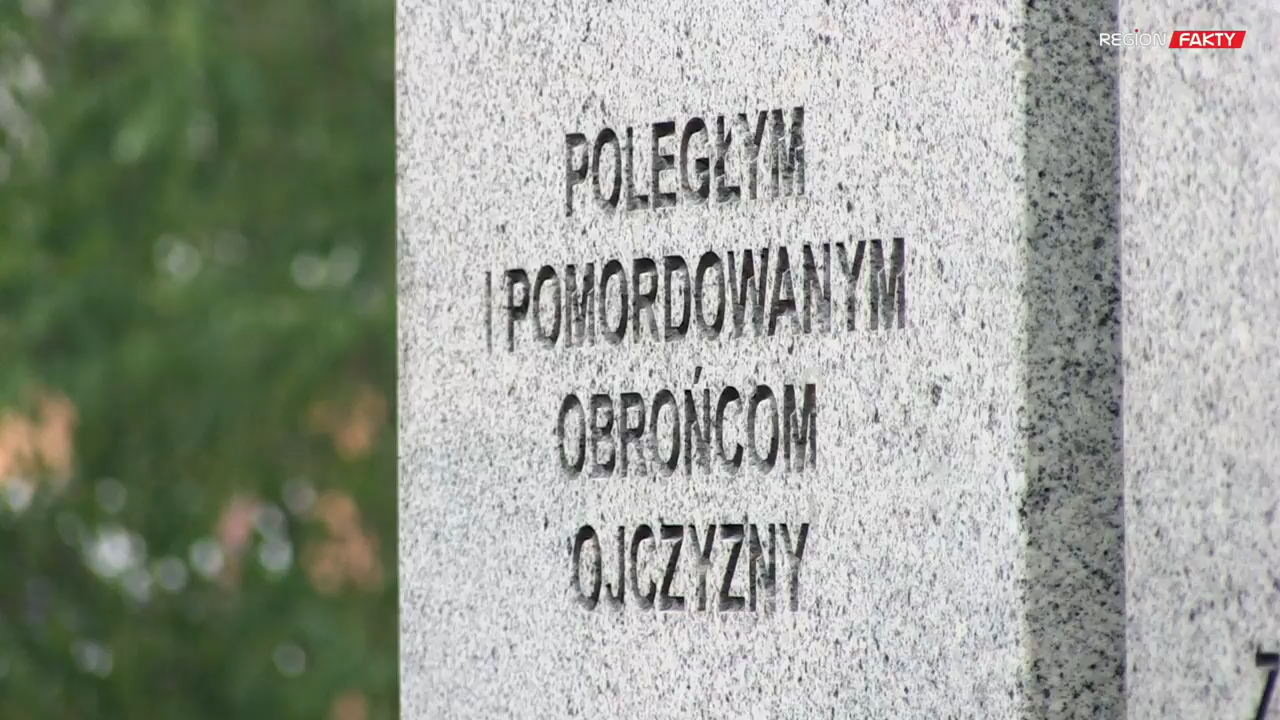 REGION FAKTY
POLEGŁYM
I POMORDOWANYM
OBROŃCOM
OJCZYZNY